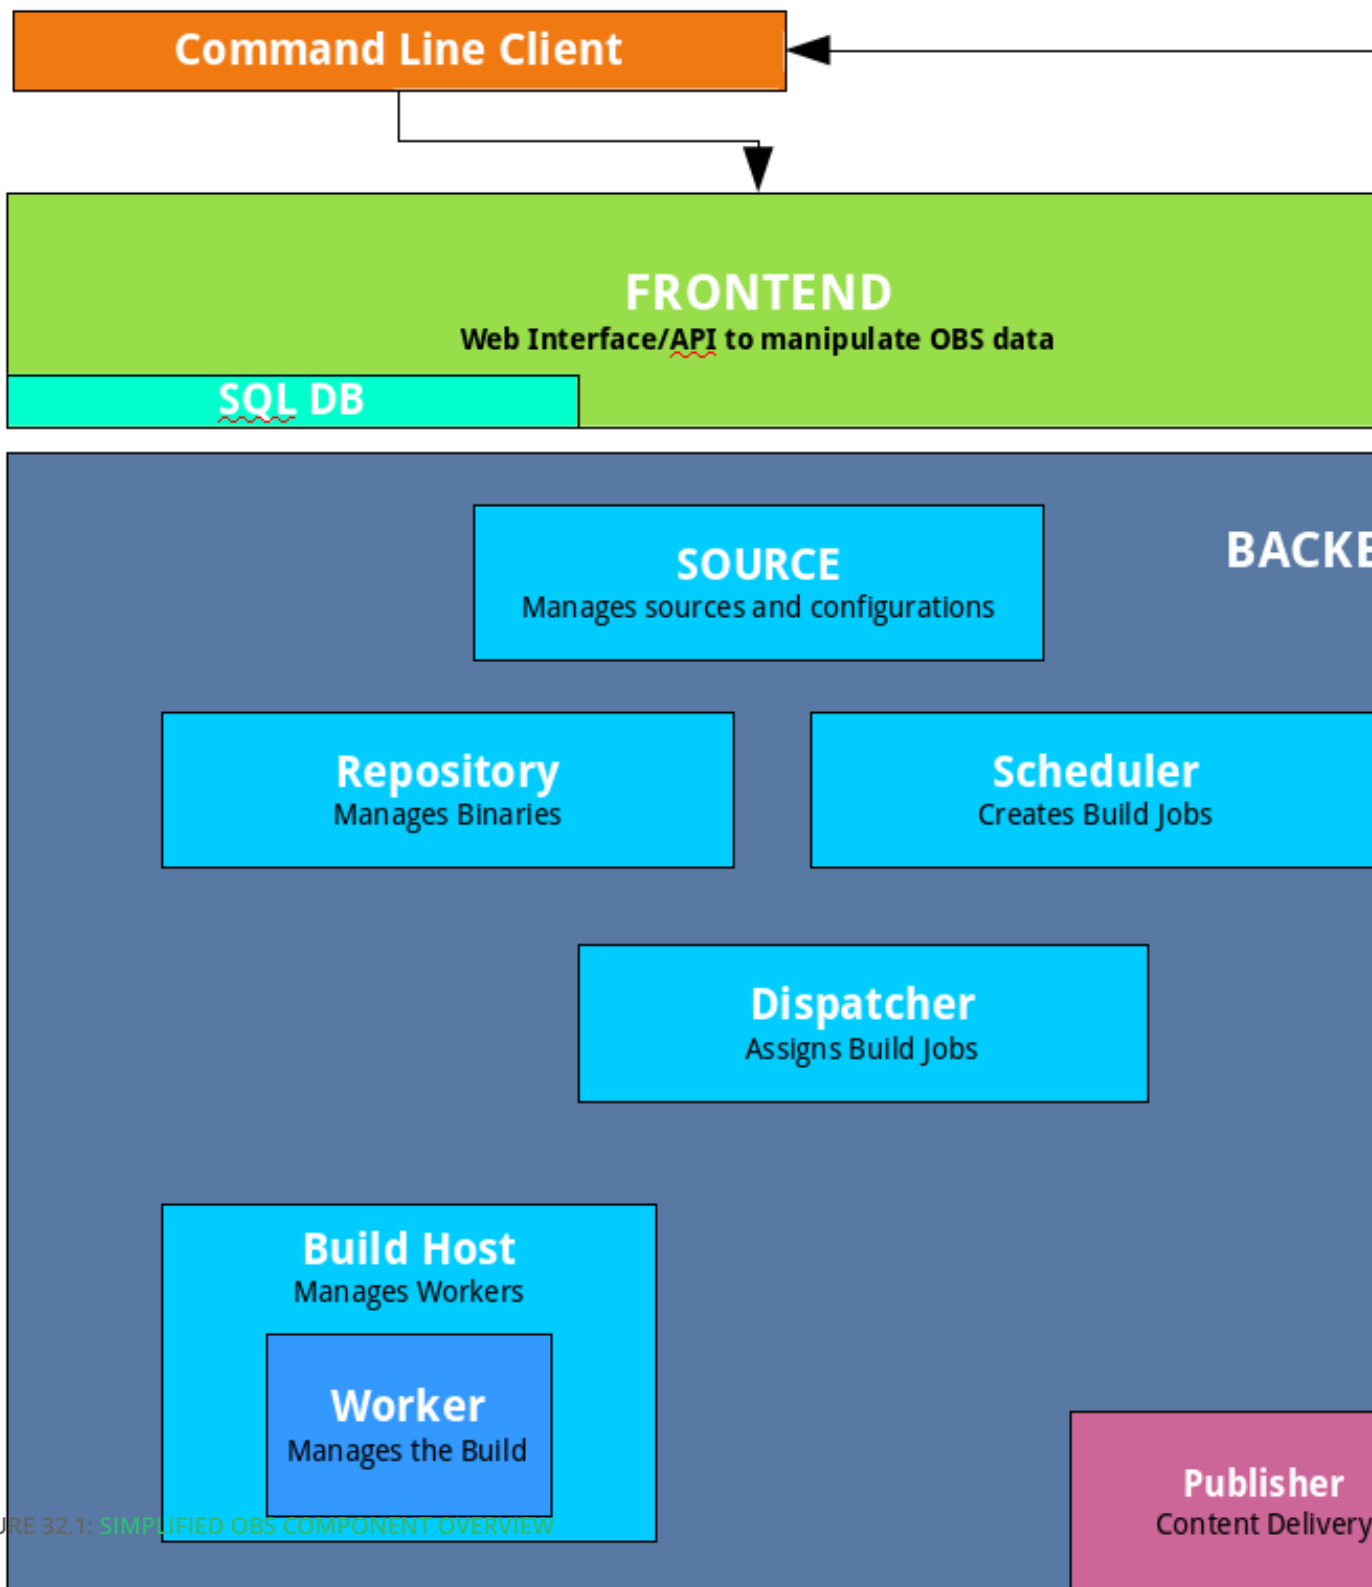 Command Line Client
FRONTEND
Web Interface/API to manipulate OBS data
SQL DB
SOURCE
BACKE
Manages sources and configurations
Repository
Manages Binaries
Scheduler
Creates Build Jobs
Dispatcher
Assigns Build Jobs
Build Host
Manages Workers
Worker
Manages the Build
Publisher
Content Delivery
URE 32.1: SIMPLIFIED OBS COMPONENT OVERVIEW